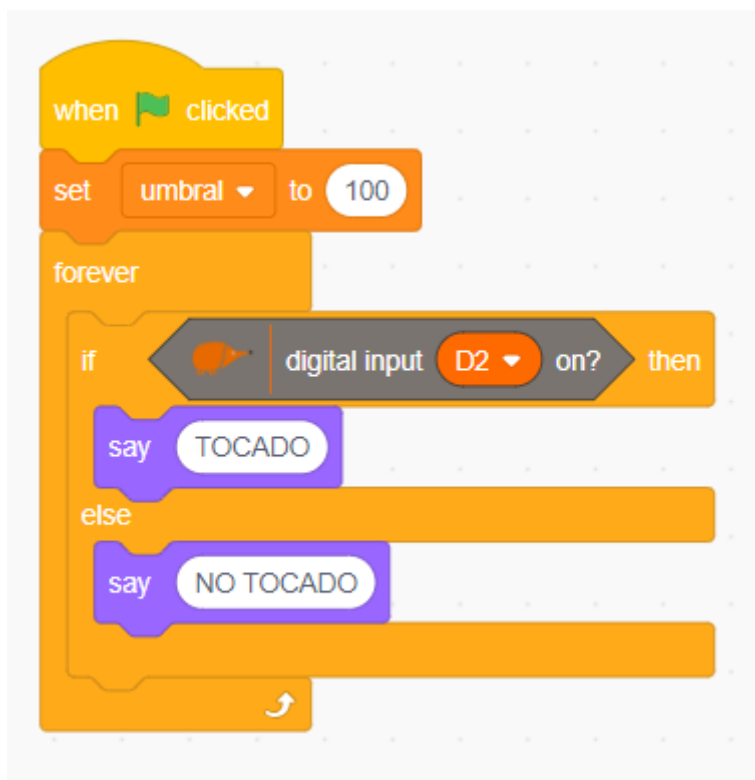 when clicked
set umbral to 100
forever
if digital input D2 on? then
say TOCADO
else
say NO TOCADO